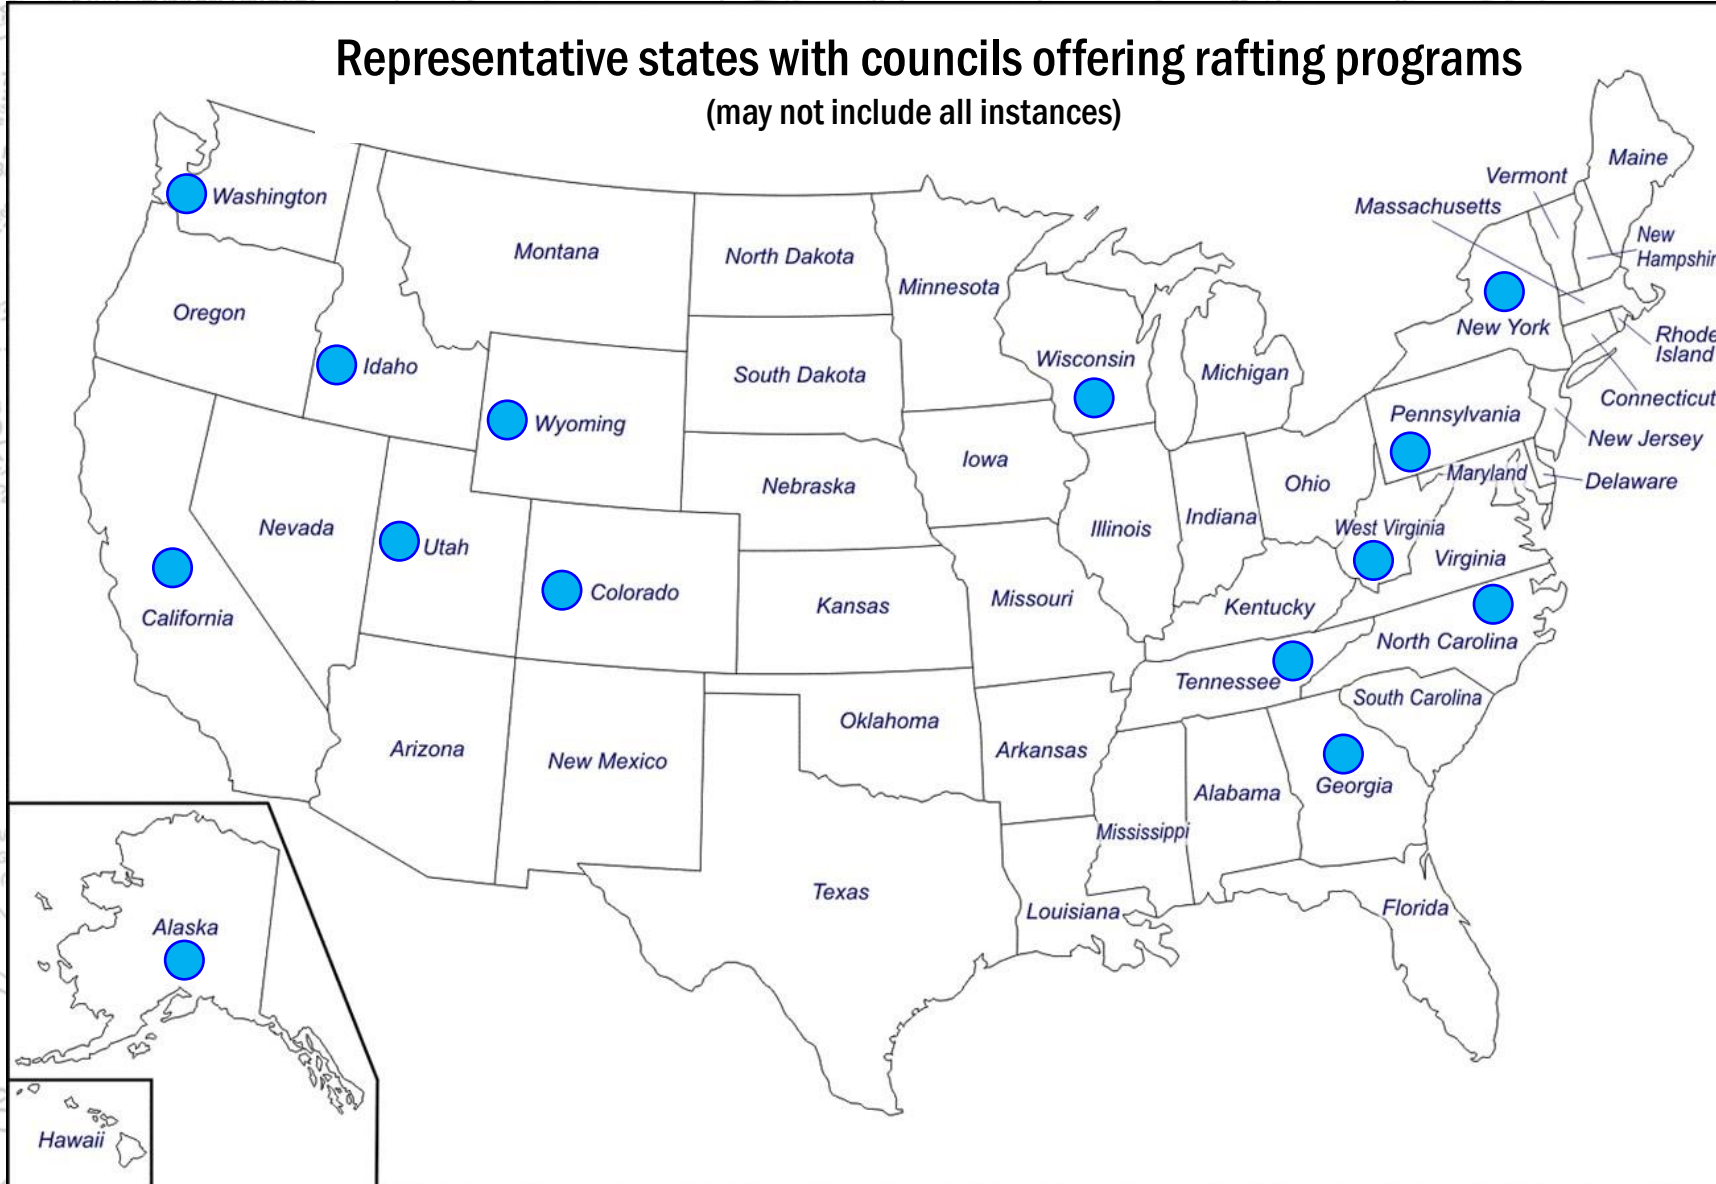 Representative states with councils offering rafting programs
(may not include all instances)
Maine
Vermont
Massachusetts
Washington
New
Hampshir
Montana
North Dakota
Minnesota
Oregon
New York
Rhode
Island
Wisconsin
Idaho
South Dakota
Michigan
Connecticut
Wyoming
Pennsylvania
New Jersey
Iowa
Maryland
Delaware
Nebraska
Ohio
Nevada
Illinois
Indiana
West Virginia
Utah
Virginia
Colorado
Kansas
Missouri
Kentucky
California
North Carolina
Tennessee
South Carolina
Oklahoma
Arizona
New Mexico
Arkansas
Georgia
Alabama
Mississippi
Texas
Louisiana
Florida
Alaska
Hawaii